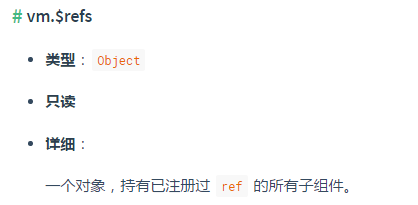 # vm.$refs
类型：Object
只读
详细：
一个对象，持有已注册过 ref 的所有子组件。